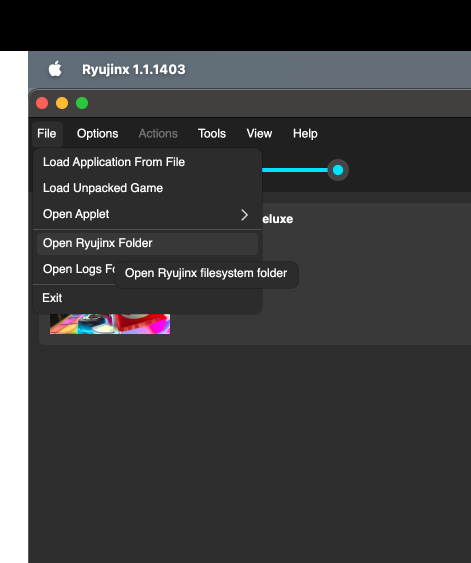 Ryujinx 1.1.1403
File Options Actions Tools View Help
Load Application From File
Load Unpacked Game
Open Applet
eluxe
Open Ryujinx Folder
Open Logs Fo
Open Ryujinx filesystem folder
Exit